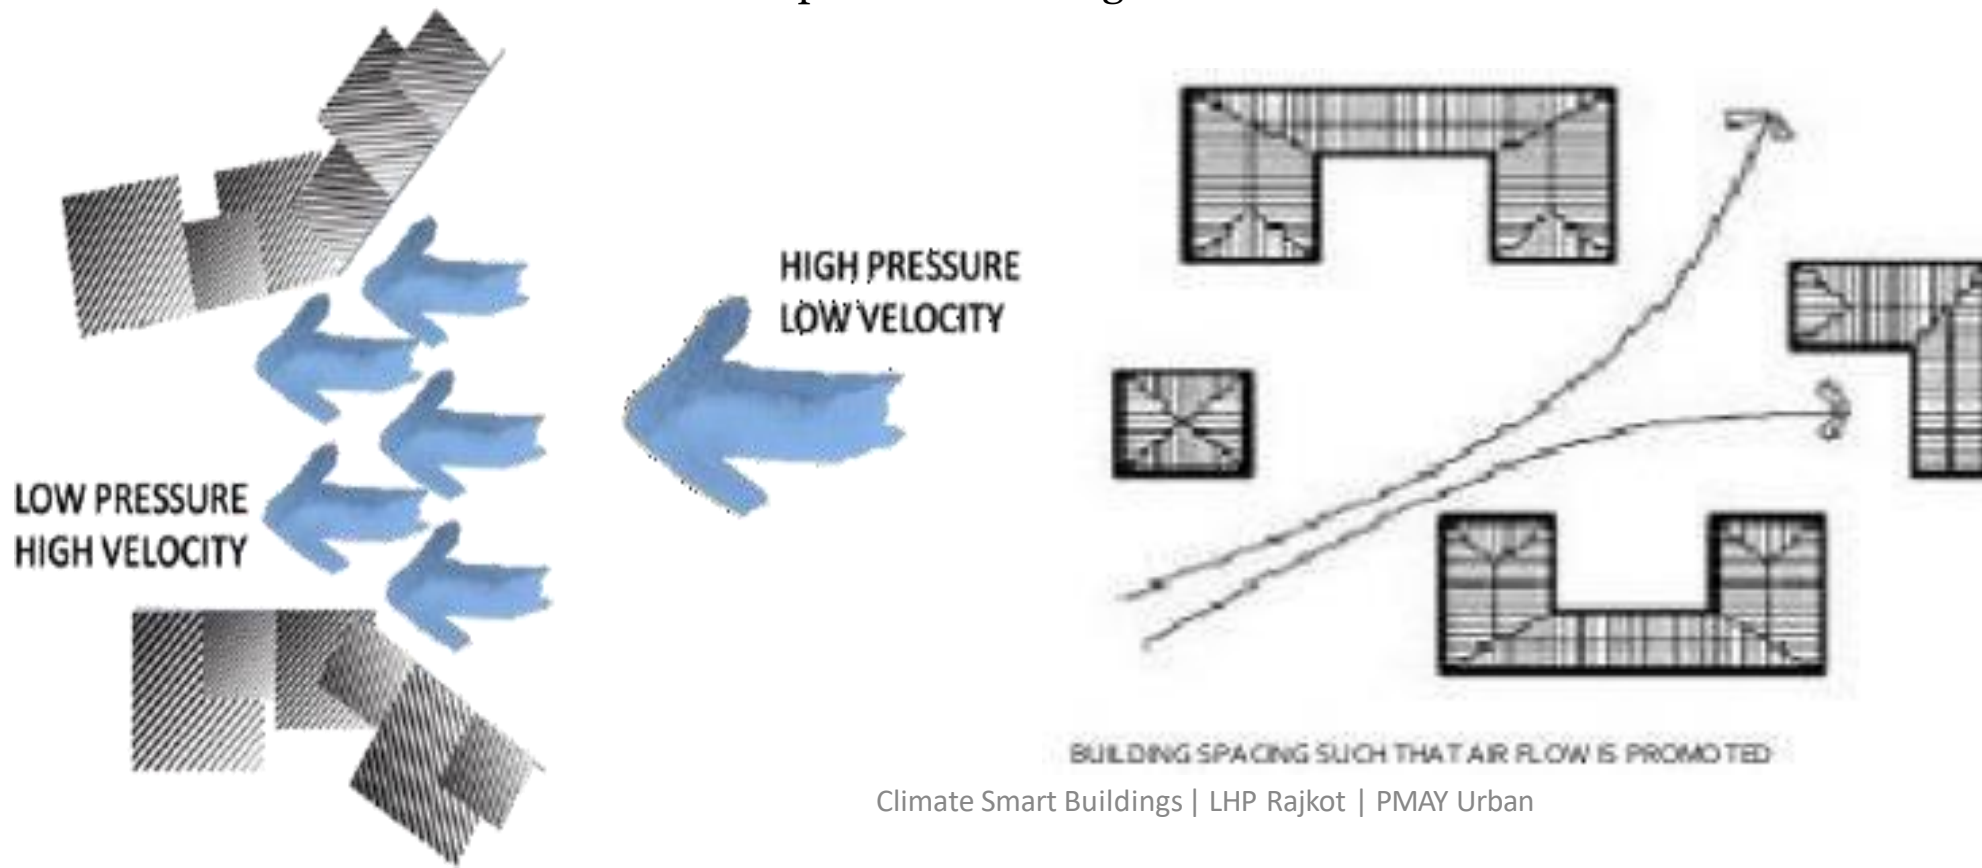 HIGH PRESSURE
LOW VELOCITY
LOW PRESSURE
HIGH VELOCITY
BUILDING SPACING SUCH THAT AIR FLOW IS PROMOTED
Climate Smart Buildings | LHP Rajkot | PMAY Urban